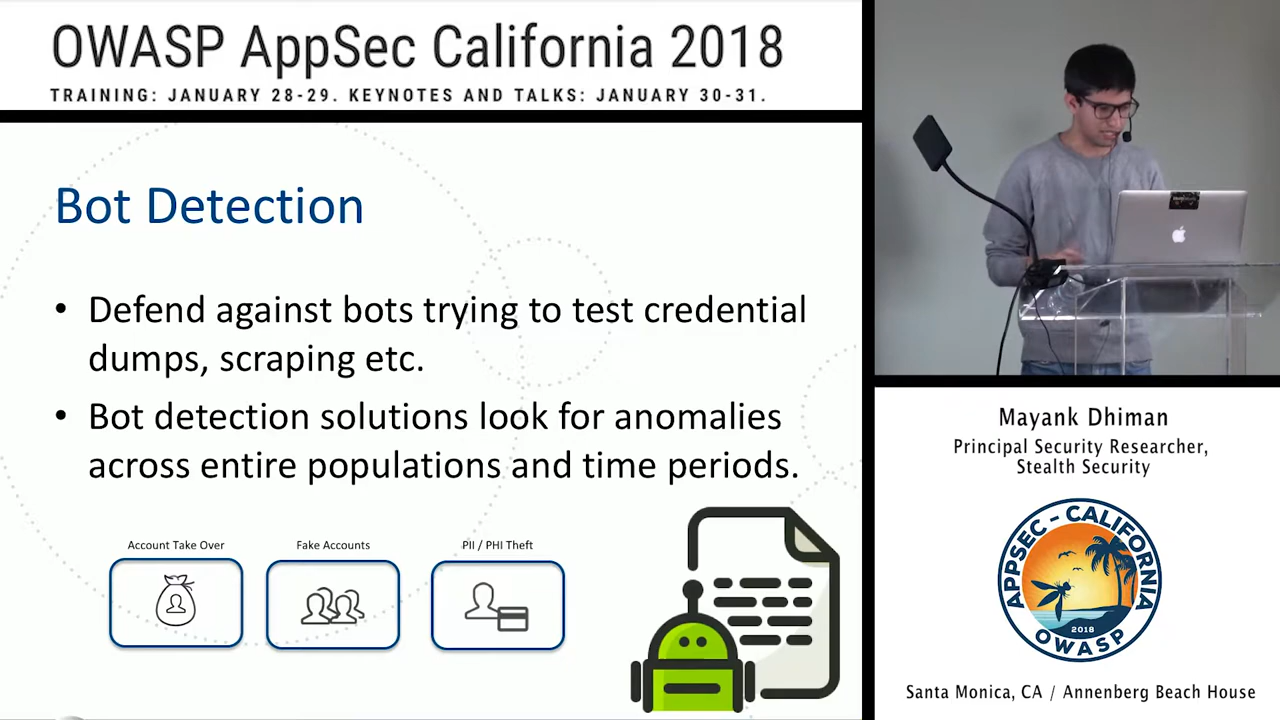 OWASP AppSec California 2018
TRAINING: JANUARY 28-29. KEYNOTES AND TALKS: JANUARY 30-31.
Bot Detection
• Defend against bots trying to test credential
dumps, scraping etc.
• Bot detection solutions look for anomalies
across entire populations and time periods.
Account Take Over
Fake Accounts
PII / PHI Theft
Mayank Dhiman
Principal Security Researcher,
Stealth Security
APPSEC - CALIFORNIA
2018
OWASP
Santa Monica, CA / Annenberg Beach House